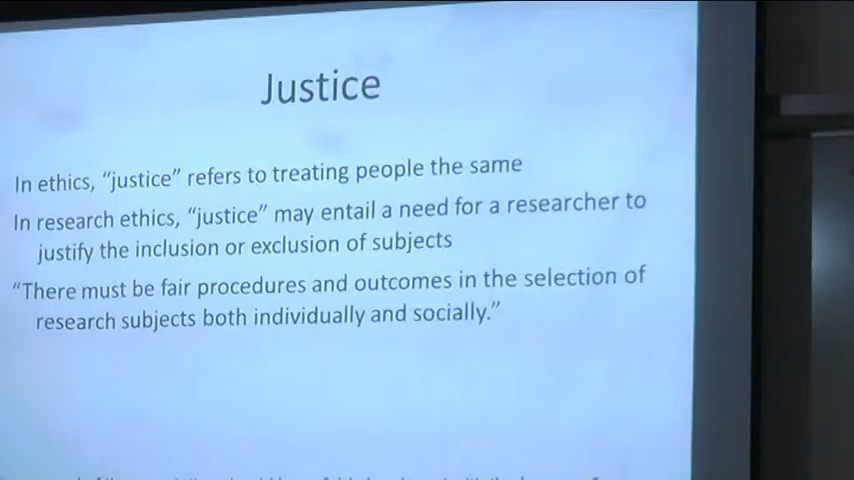 Justice
In ethics, “justice” refers to treating people the same
In research ethics, “justice” may entail a need for a researcher to
justify the inclusion or exclusion of subjects
“There must be fair procedures and outcomes in the selection of
research subjects both individually and socially.”